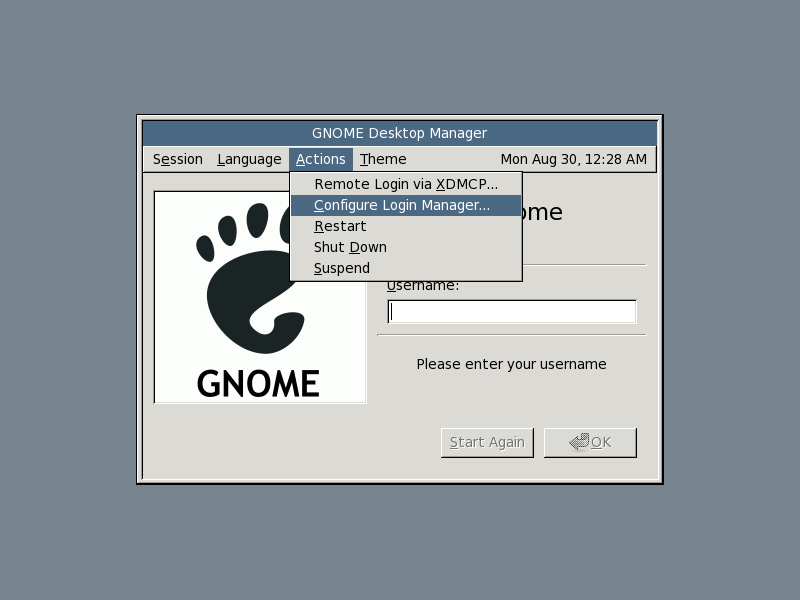 GNOME Desktop Manager
Session Language Actions Theme Mon Aug 30, 12:28 AM
Remote Login via XDMCP...
Configure Login Manager...
Restart
Shut Down
Suspend
Username:
Please enter your username
GNOME
Start Again OK